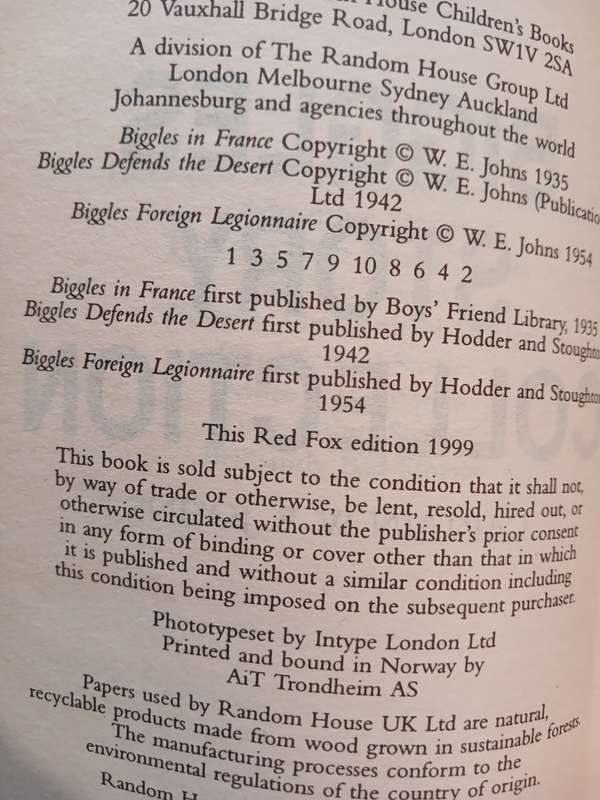 House Children's Books
20 Vauxhall Bridge Road, London SW1V 2SA
A division of The Random House Group Ltd
London Melbourne Sydney Auckland
Johannesburg and agencies throughout the world
Biggles in France Copyright © W. E. Johns 1935
Biggles Defends the Desert Copyright © W. E. Johns (Publicatio
Ltd 1942
Biggles Foreign Legionnaire Copyright © W. E. Johns 1954
1 3 5 7 9 10 8 6 4 2
Biggles in France first published by Boys' Friend Library, 1935
Biggles Defends the Desert first published by Hodder and Stoughto
1942
Biggles Foreign Legionnaire first published by Hodder and Stoughton
1954
This Red Fox edition 1999
This book is sold subject to the condition that it shall not,
by way of trade or otherwise, be lent, resold, hired out, or
otherwise circulated without the publisher's prior consent
in any form of binding or cover other than that in which
it is published and without a similar condition including
this condition being imposed on the subsequent purchaser.
Phototypeset by Intype London Ltd
Printed and bound in Norway by
AiT Trondheim AS
Papers used by Random House UK Ltd are natural,
recyclable products made from wood grown in sustainable forests.
The manufacturing processes conform to the
environmental regulations of the country of origin.
Random H